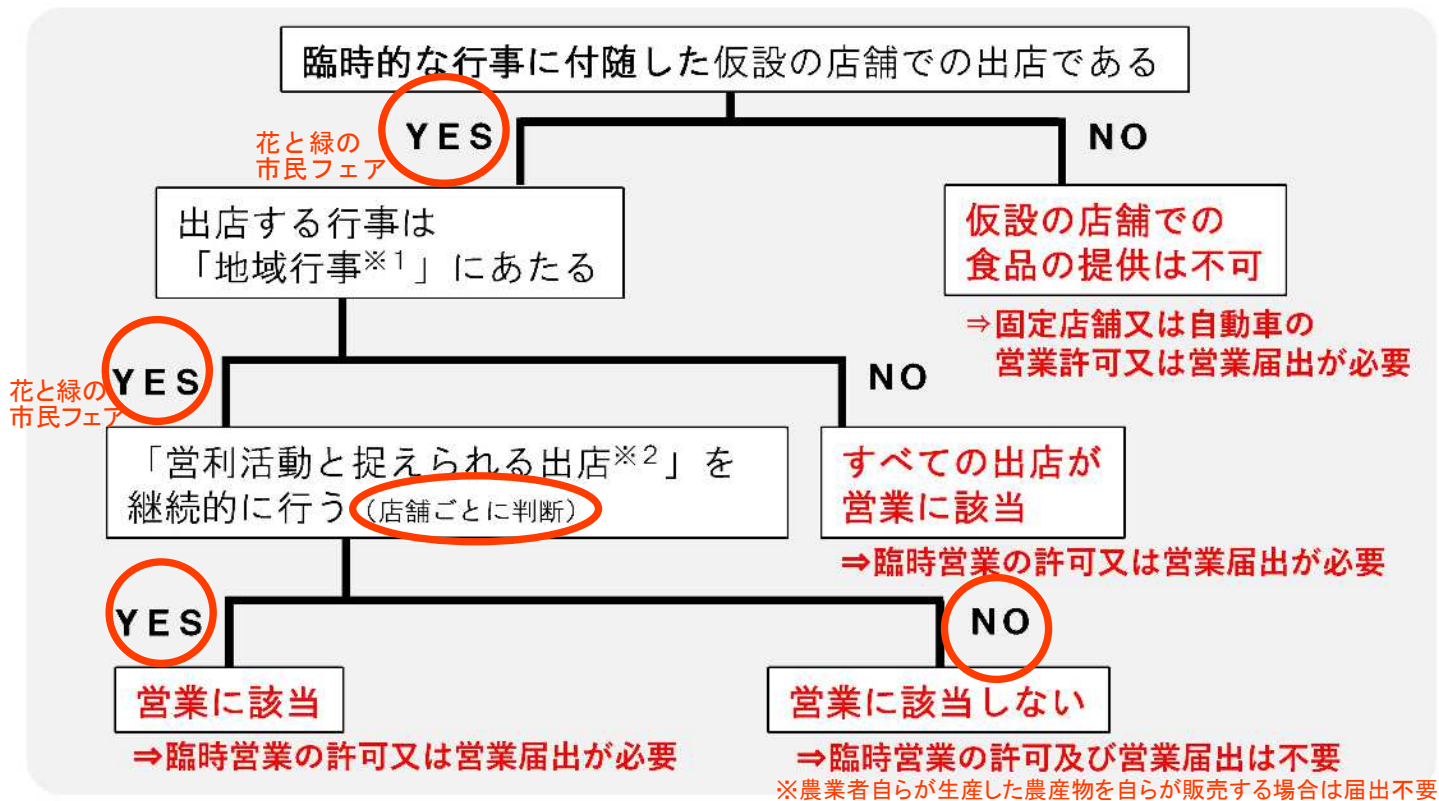 臨時的な行事に付随した仮設の店舗での出店である
花と緑の
市民フェア
YES
NO
出店する行事は
「地域行事※1」にあたる
仮設の店舗での
食品の提供は不可
⇒固定店舗又は自動車の
営業許可又は営業届出が必要
花と緑の
市民フェア
YES
NO
「営利活動と捉えられる出店※2」を
継続的に行う(店舗ごとに判断)
すべての出店が
営業に該当
⇒臨時営業の許可又は営業届出が必要
YES
NO
営業に該当
⇒臨時営業の許可又は営業届出が必要
営業に該当しない
⇒臨時営業の許可及び営業届出は不要
※農業者自らが生産した農産物を自らが販売する場合は届出不要